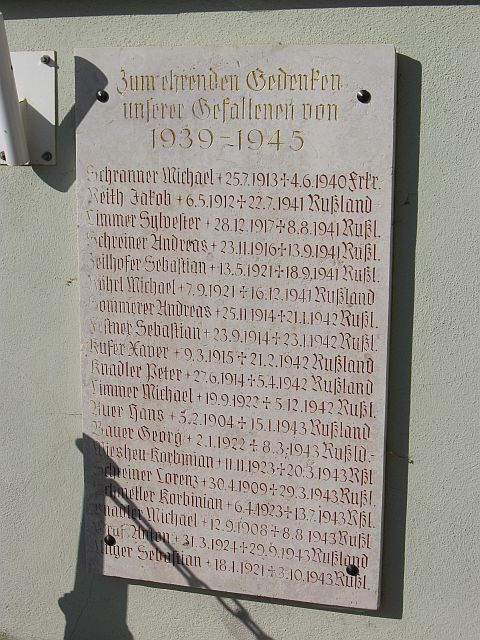 Zum ehrenden Gedenken
unserer Gefallenen von
1939-1945
Schranner Michael + 25.7.1913 + 4.6.1940 Frkr.
Reith Jakob + 6.5.1912 + 22.7.1941 Rußland
Limmer Sylvester + 28.12.1917 + 8.8.1941 Rußl.
Schreiner Andreas + 23.11.1916 + 13.9.1941 Rußl.
Zeilhofer Sebastian + 13.5.1921 + 18.9.1941 Rußl.
Röhrl Michael + 7.9.1921 + 16.12.1941 Rußland
Sommerer Andreas + 25.11.1914 + 21.1.1942 Rußl.
Festner Sebastian + 23.9.1914 + 23.1.1942 Rußl.
Kufer Xaver + 9.3.1915 + 21.2.1942 Rußland
Knadler Peter + 27.6.1914 + 5.4.1942 Rußland
Limmer Michael + 19.9.1922 + 5.12.1942 Rußl.
Auer Hans + 5.2.1904 + 15.1.1943 Rußland
Bauer Georg + 2.1.1922 + 8.3.1943 Rußld.
Wiesheu Korbinian + 11.11.1923 + 20.3.1943 Rßl.
Schreiner Lorenz + 30.4.1909 + 29.3.1943 Rußl.
Korbinian + 6.4.1923 + 13.7.1943 Rßl.
Knadler Michael + 12.9.1908 + 8.8.1943 Rußl.
Anton + 31.3.1924 + 29.9.1943 Rußland
Sebastian + 18.4.1921 + 3.10.1943 Rußl.